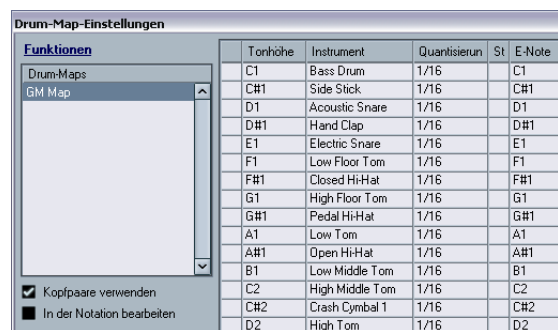 Drum-Map-Einstellungen
Funktionen
Drum-Maps
GM Map
Kopfpaare verwenden
In der Notation bearbeiten
Tonhöhe Instrument Quantisierun St E-Note
C1 Bass Drum 1/16 C1
C#1 Side Stick 1/16 C#1
D1 Acoustic Snare 1/16 D1
D#1 Hand Clap 1/16 D#1
E1 Electric Snare 1/16 E1
F1 Low Floor Tom 1/16 F1
F#1 Closed Hi-Hat 1/16 F#1
G1 High Floor Tom 1/16 G1
G#1 Pedal Hi-Hat 1/16 G#1
A1 Low Tom 1/16 A1
A#1 Open Hi-Hat 1/16 A#1
B1 Low Middle Tom 1/16 B1
C2 High Middle Tom 1/16 C2
C#2 Crash Cymbal 1 1/16 C#2
D2 High Tom 1/16 D2